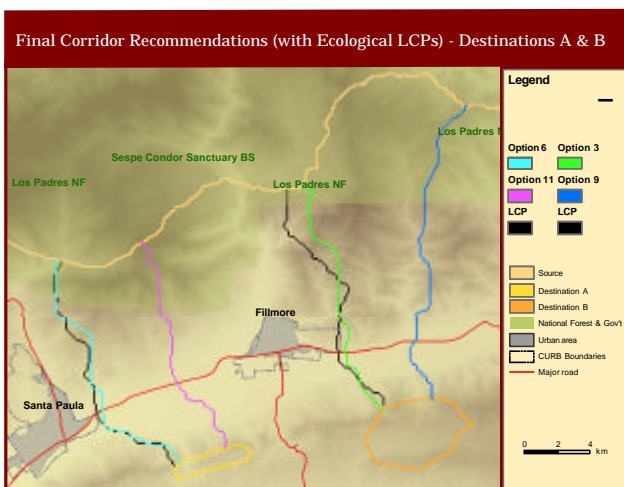 Final Corridor Recommendations (with Ecological LCPs) - Destinations A & B
Legend
Los Padres N
Sespe Condor Sanctuary BS
Los Padres NF
Los Padres NF
Fillmore
Santa Paula
Option 6 Option 3
Option 11 Option 9
LCP LCP
Source
Destination A
Destination B
National Forest & Gov't
Urban area
CURB Boundaries
Major road
0 2 4
km